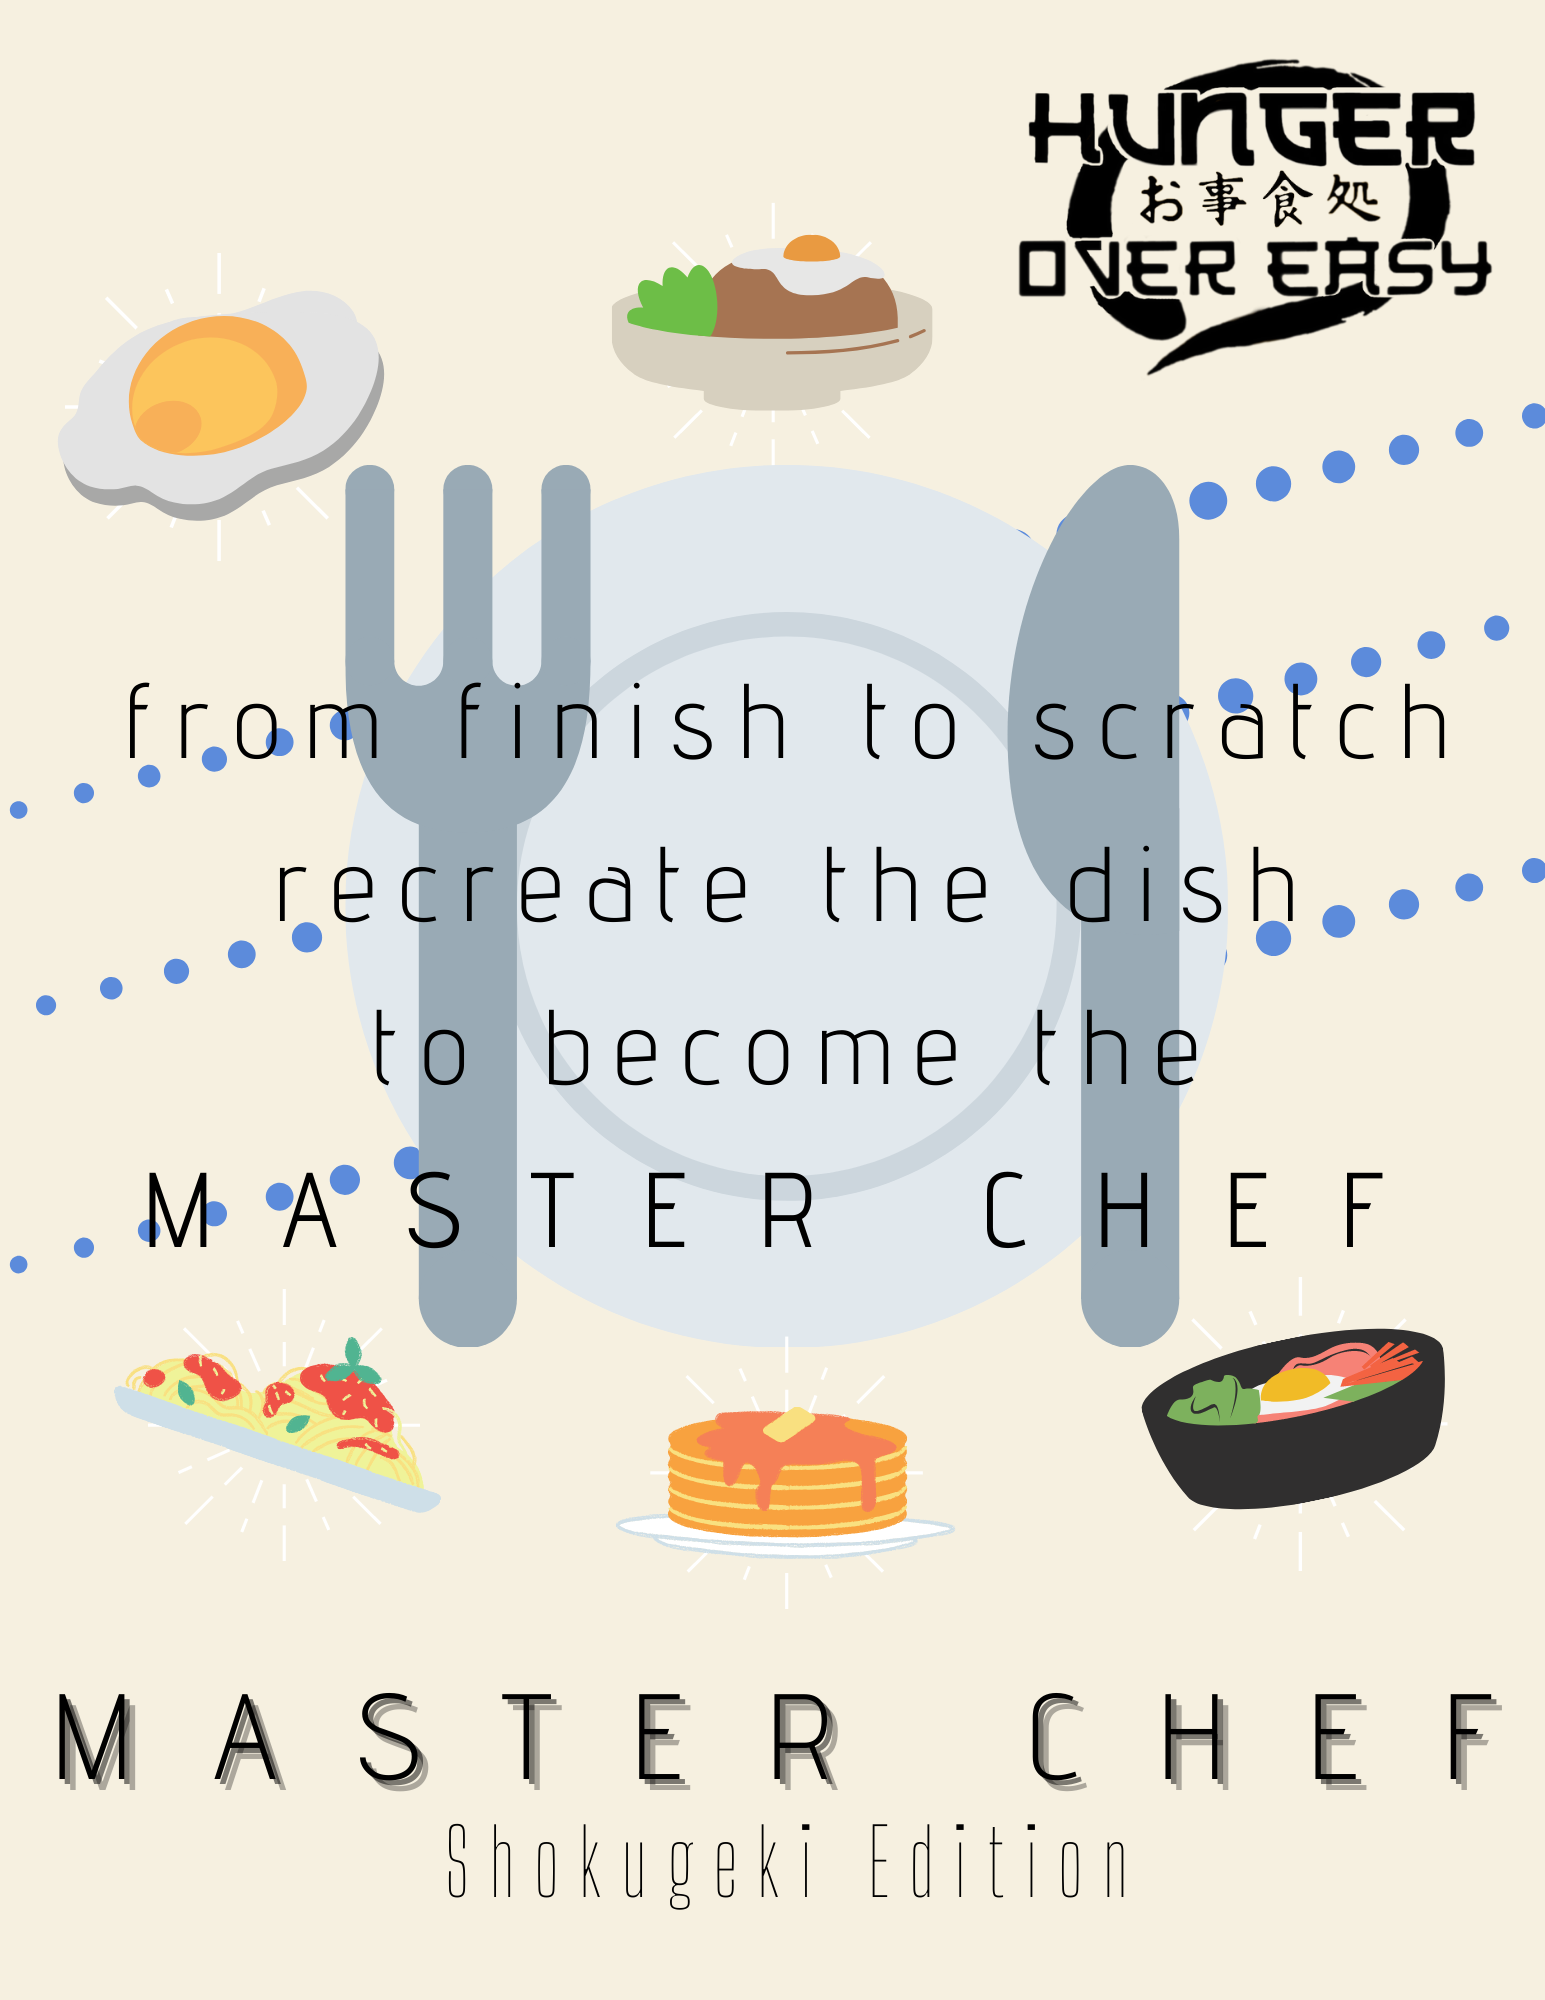 HUNGER
お事食処
OVER EASY
from finish to scratch
recreate the dish
to become the
MASTER CHEF
MASTER CHEF
Shokugeki Edition